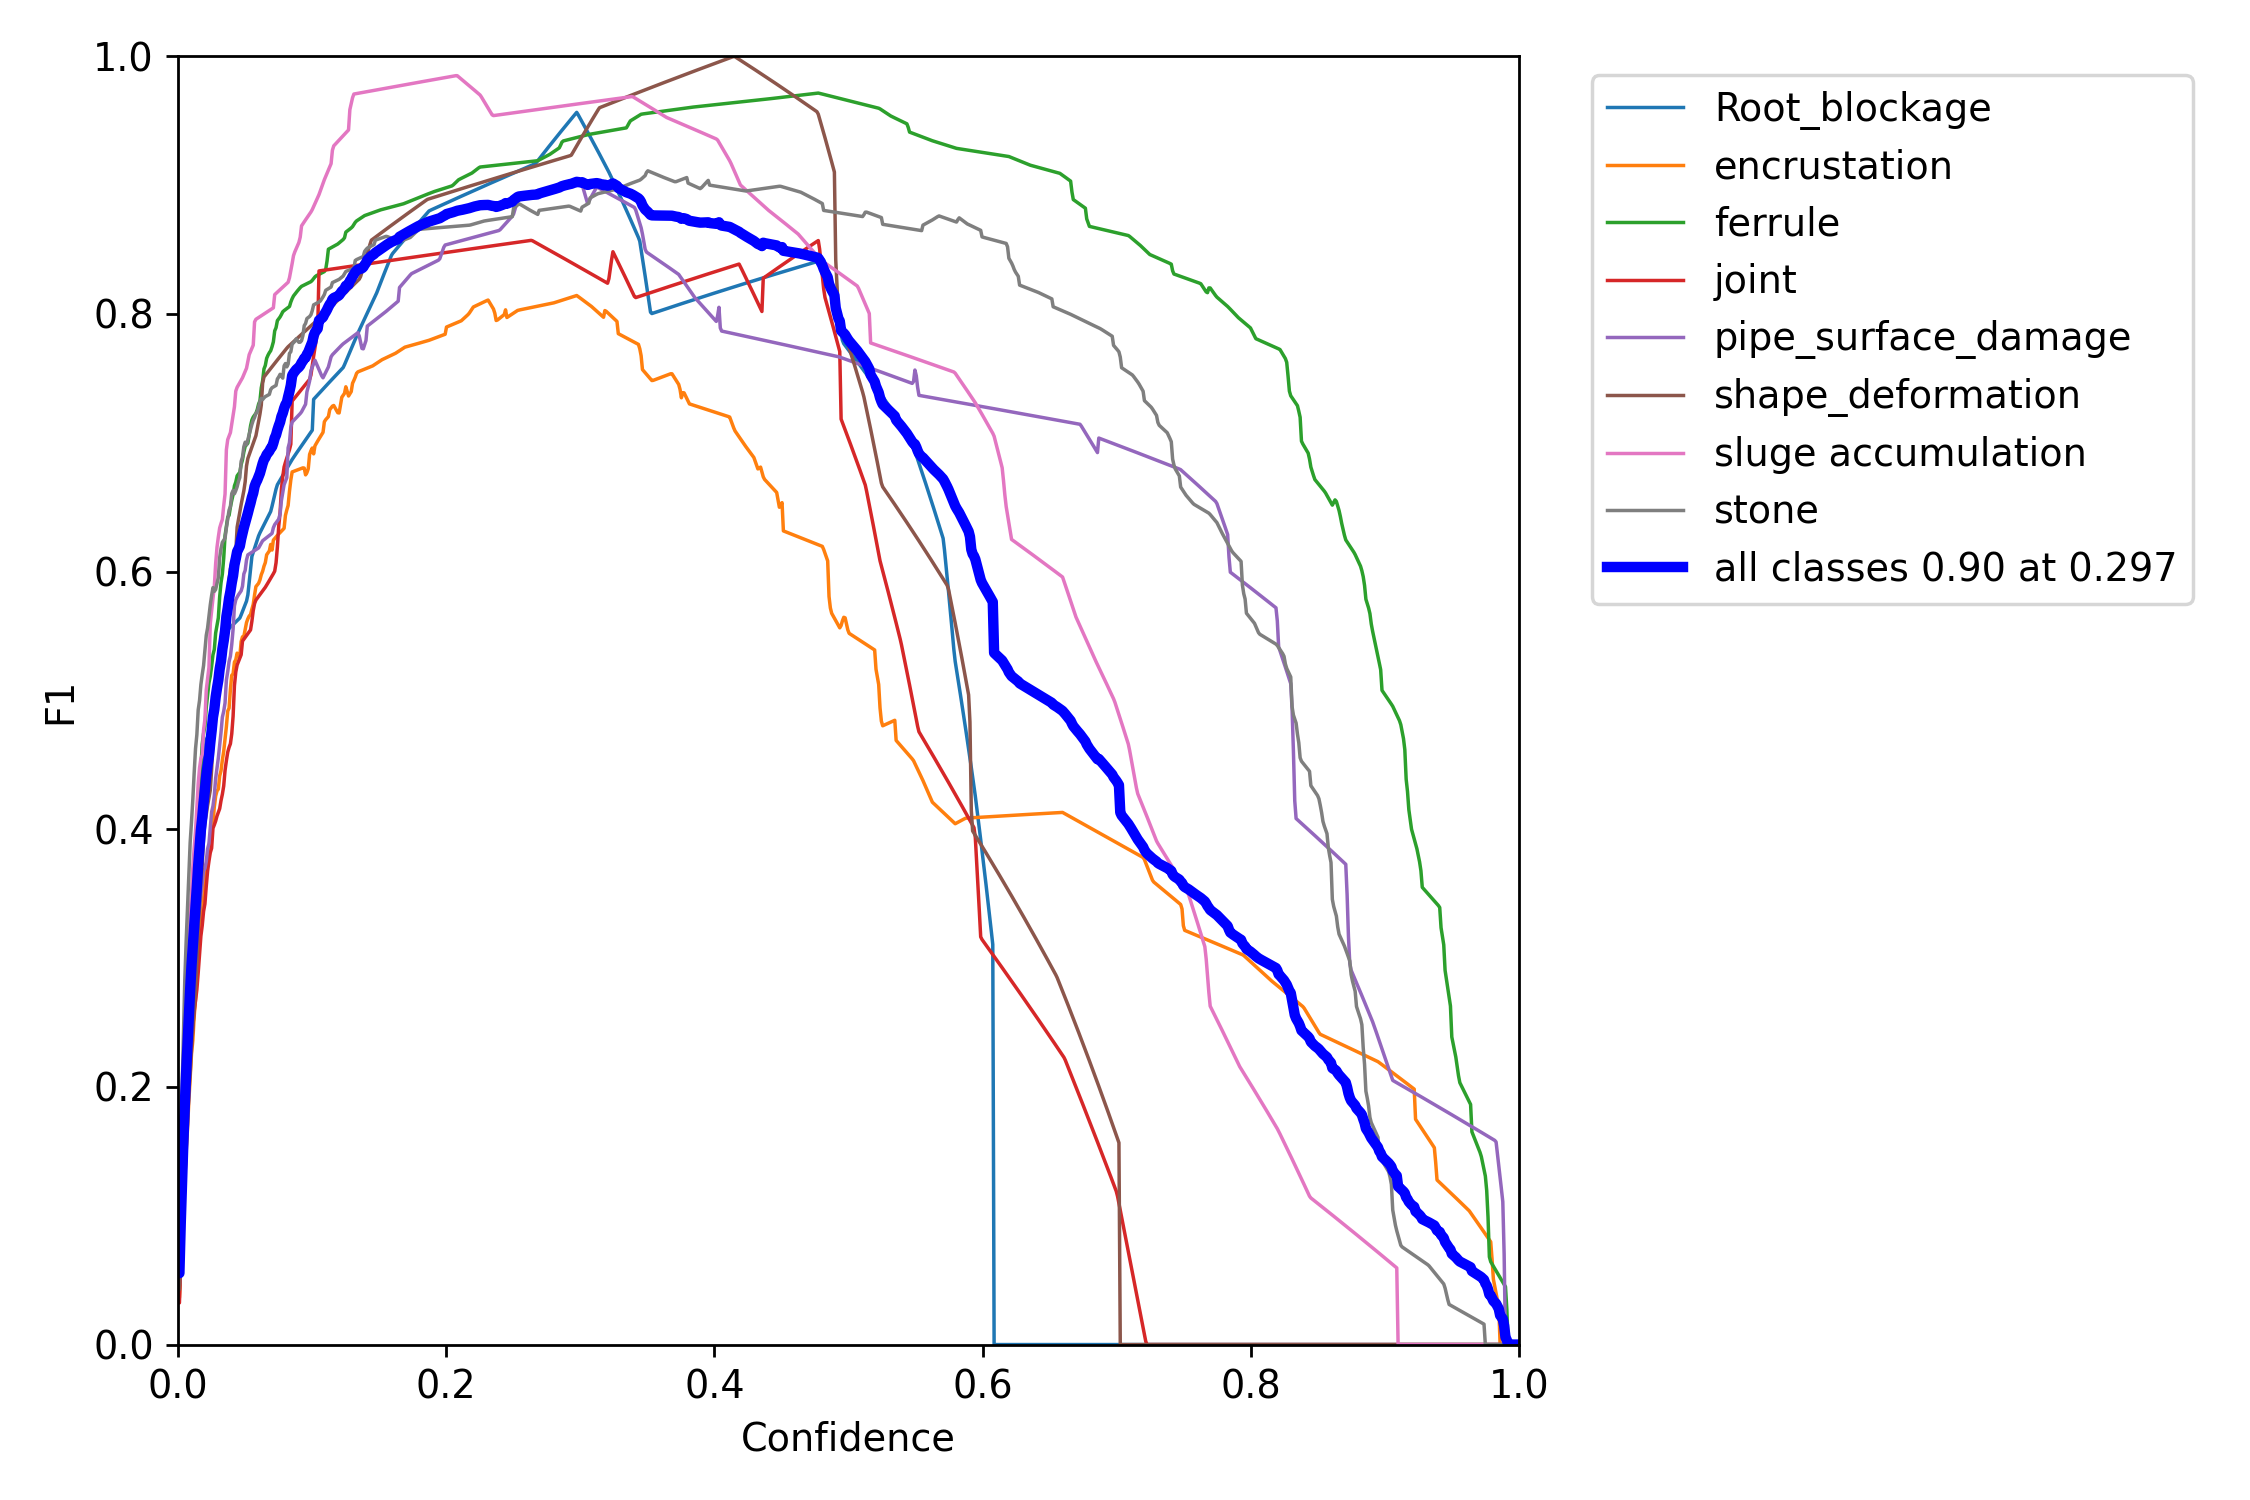 1.0
0.8
0.6
0.4
0.2
0.0
F1
0.0 0.2 0.4 0.6 0.8 1.0
Confidence
Root_blockage
encrustation
ferrule
joint
pipe_surface_damage
shape_deformation
sluge accumulation
stone
all classes 0.90 at 0.297